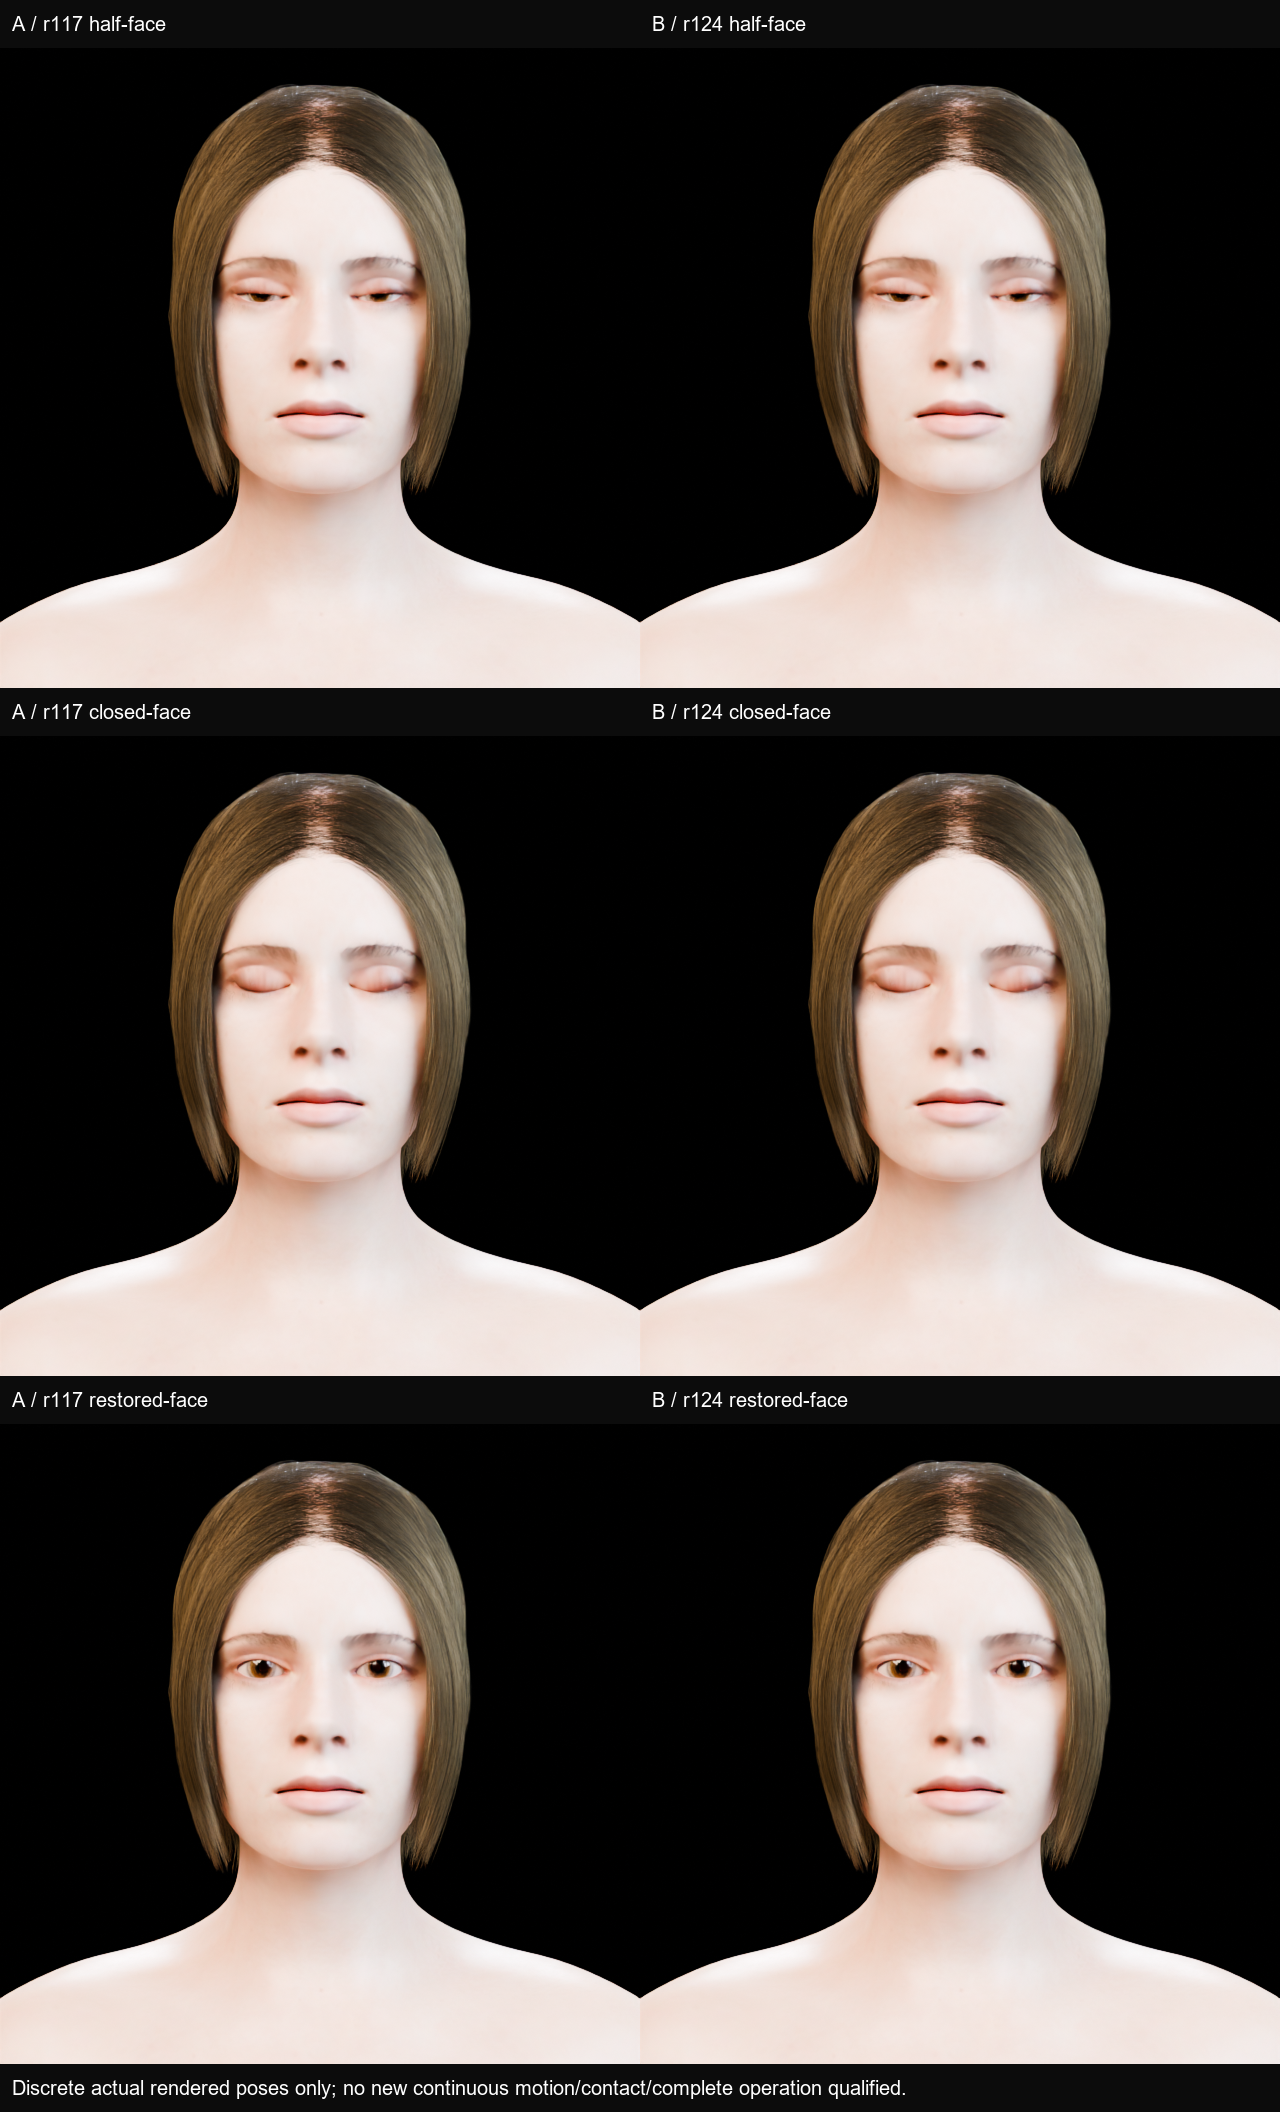 A / r117 half-face
B / r124 half-face
A / r117 closed-face
B / r124 closed-face
A / r117 restored-face
B / r124 restored-face
Discrete actual rendered poses only; no new continuous motion/contact/complete operation qualified.